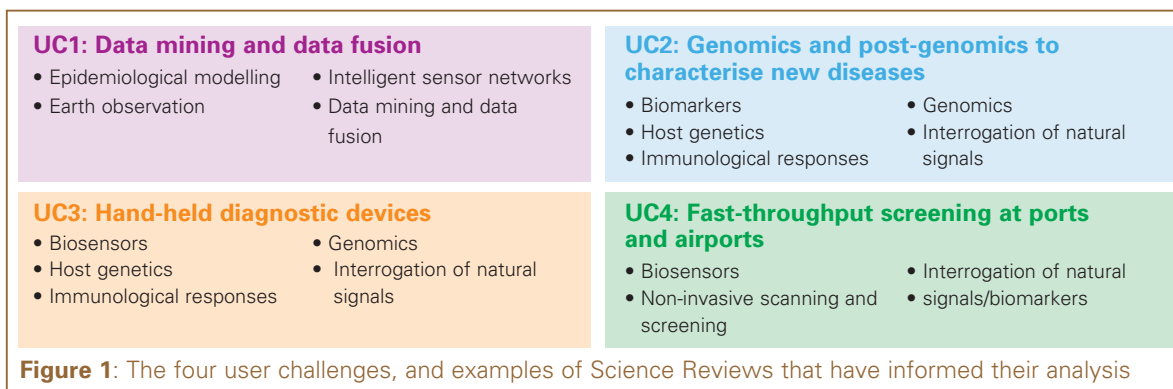 UC1: Data mining and data fusion
• Epidemiological modelling
• Earth observation
• Intelligent sensor networks
• Data mining and data
fusion
UC2: Genomics and post-genomics to
characterise new diseases
• Biomarkers
• Host genetics
• Immunological responses
• Genomics
• Interrogation of natural
signals
UC3: Hand-held diagnostic devices
• Biosensors
• Host genetics
• Immunological responses
• Genomics
• Interrogation of natural
signals
UC4: Fast-throughput screening at ports
and airports
• Biosensors
• Non-invasive scanning and
screening
• Interrogation of natural
• signals/biomarkers
Figure 1: The four user challenges, and examples of Science Reviews that have informed their analysis